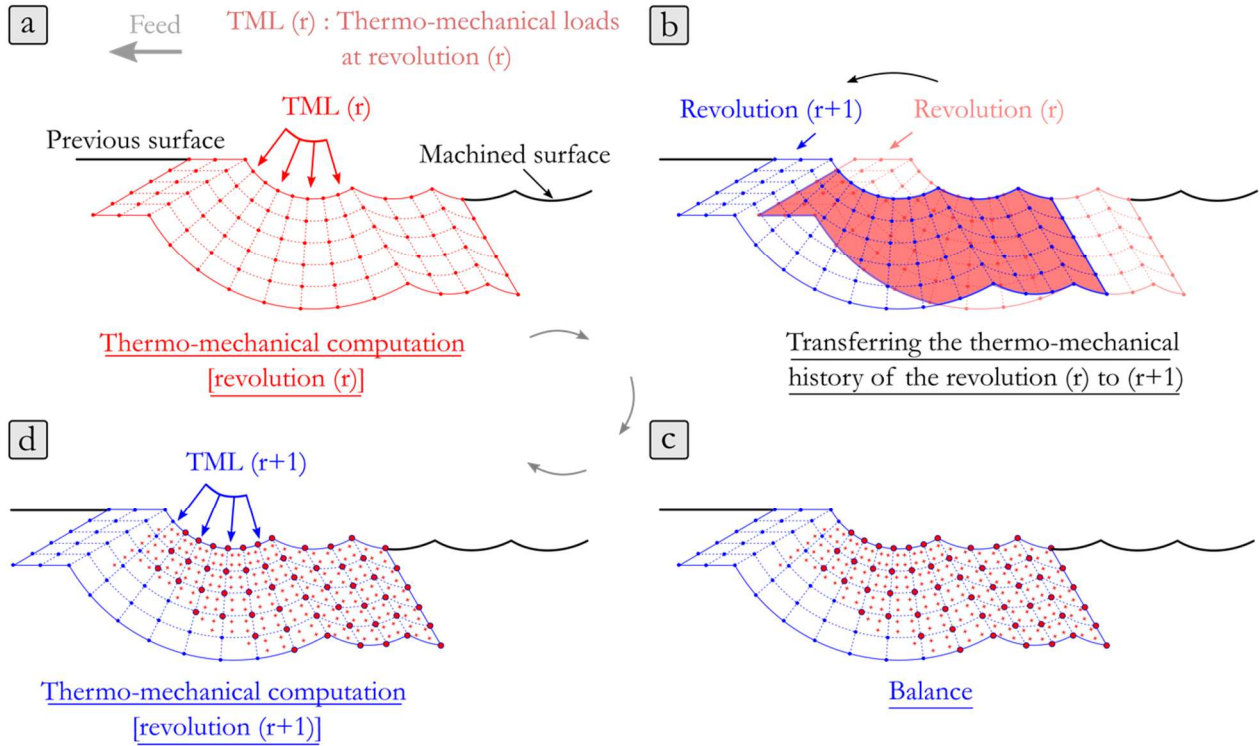 a
Feed
TML (r) : Thermo-mechanical loads
at revolution (r)
TML (r)
Previous surface
Machined surface
Thermo-mechanical computation
[revolution (r)]
b
Revolution (r+1)
Revolution (r)
Transferring the thermo-mechanical
history of the revolution (r) to (r+1)
d
TML (r+1)
Thermo-mechanical computation
[revolution (r+1)]
c
Balance